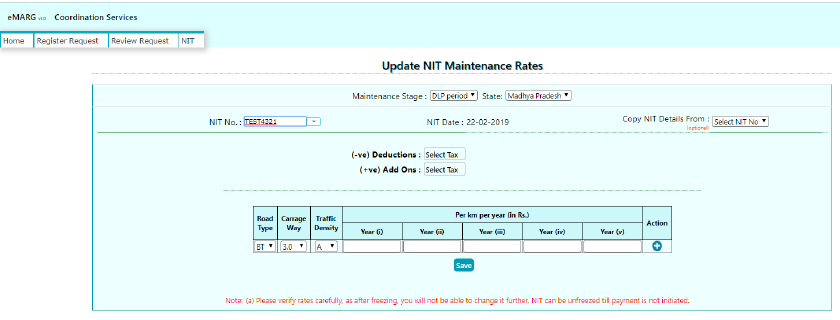 eMARG v1.0 Coordination Services
Home Register Request Review Request NIT
Update NIT Maintenance Rates
Maintenance Stage : DLP period State: Madhya Pradesh
NIT No. : TEST4321 NIT Date : 22-02-2019 Copy NIT Details From : Select NIT No
(optional)
(-ve) Deductions : Select Tax
(+ve) Add Ons : Select Tax
Road Type Carrage Way Traffic Density Per km per year (in Rs.) Action
Year (i) Year (ii) Year (iii) Year (iv) Year (v)
BT 3.0 A
Save
Note: (a) Please verify rates carefully, as after freezing, you will not be able to change it further. NIT can be unfreezed till payment is not initiated.